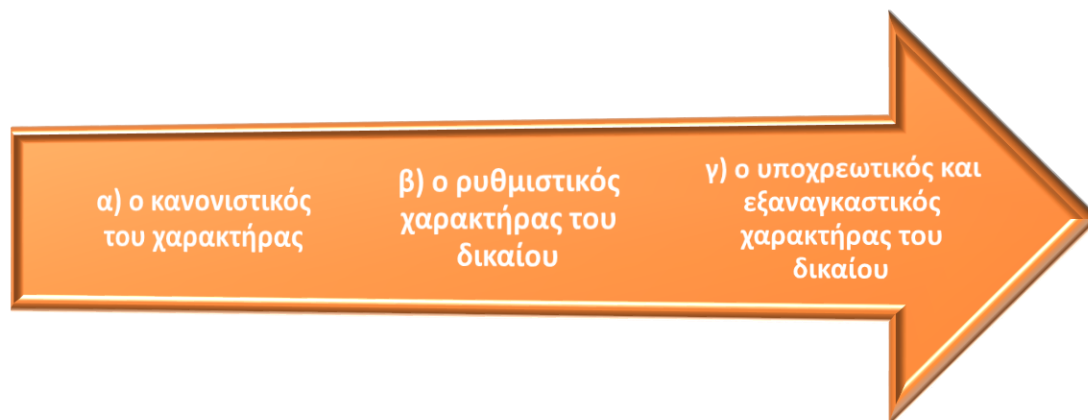 α) ο κανονιστικός
του χαρακτήρας
β) ο ρυθμιστικός
χαρακτήρας του
δικαίου
γ) ο υποχρεωτικός και
εξαναγκαστικός
χαρακτήρας του
δικαίου